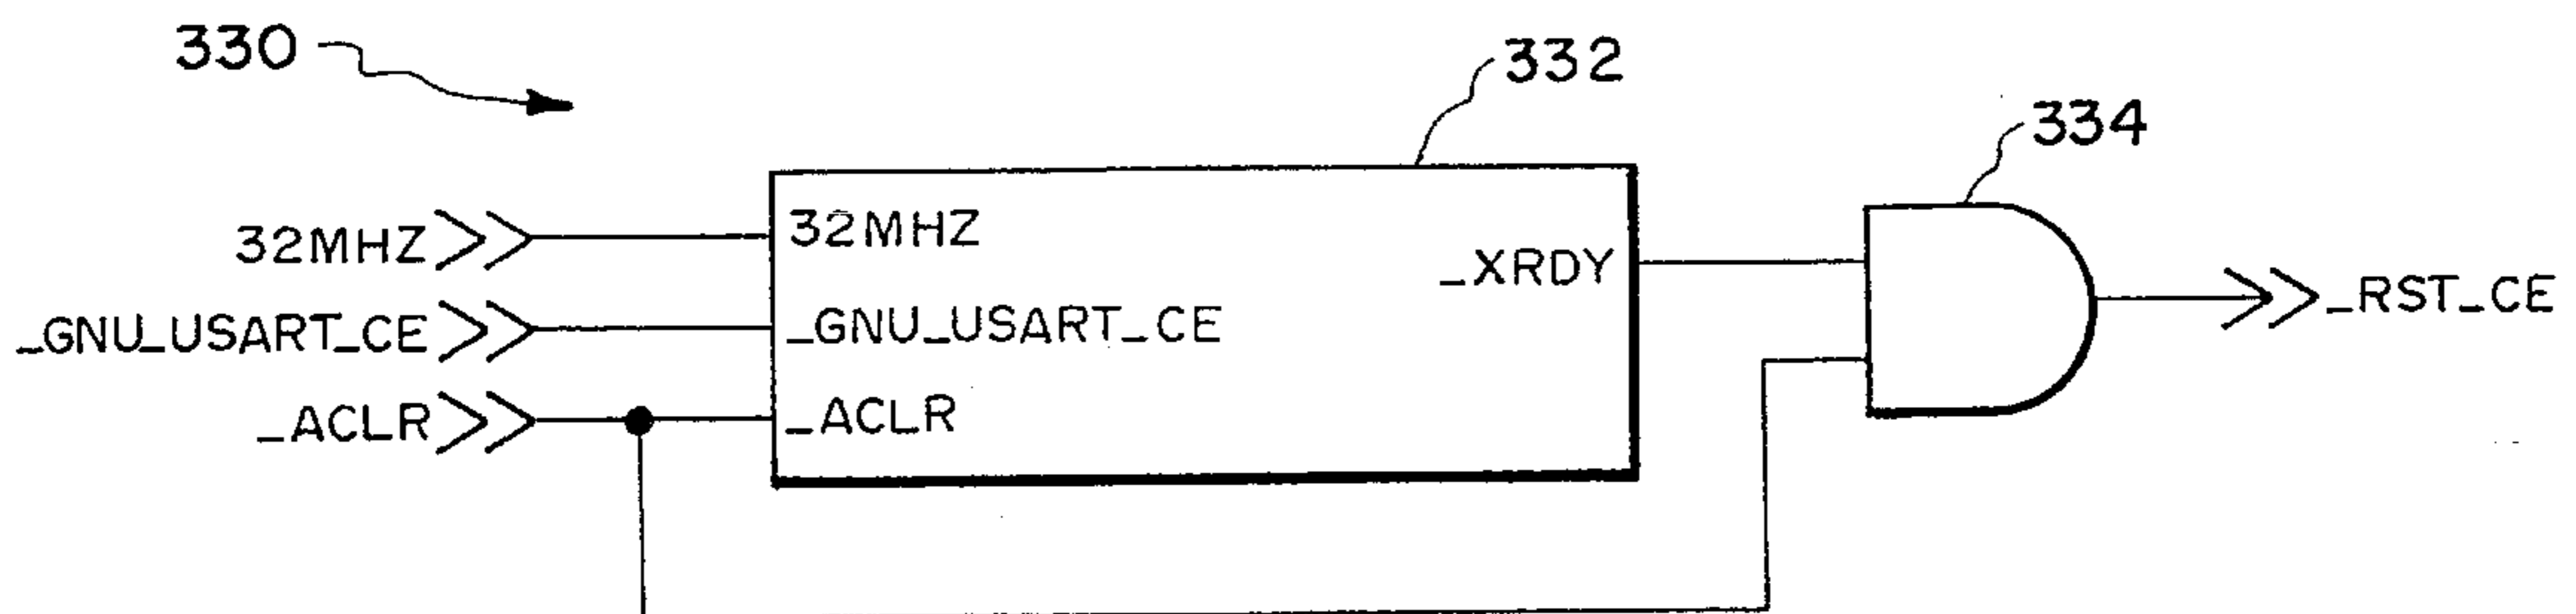 330
332
334
32MHZ
32MHZ
_XRDY
_RST_CE
_GNU_USART_CE
_GNU_USART_CE
_ACLR
_ACLR